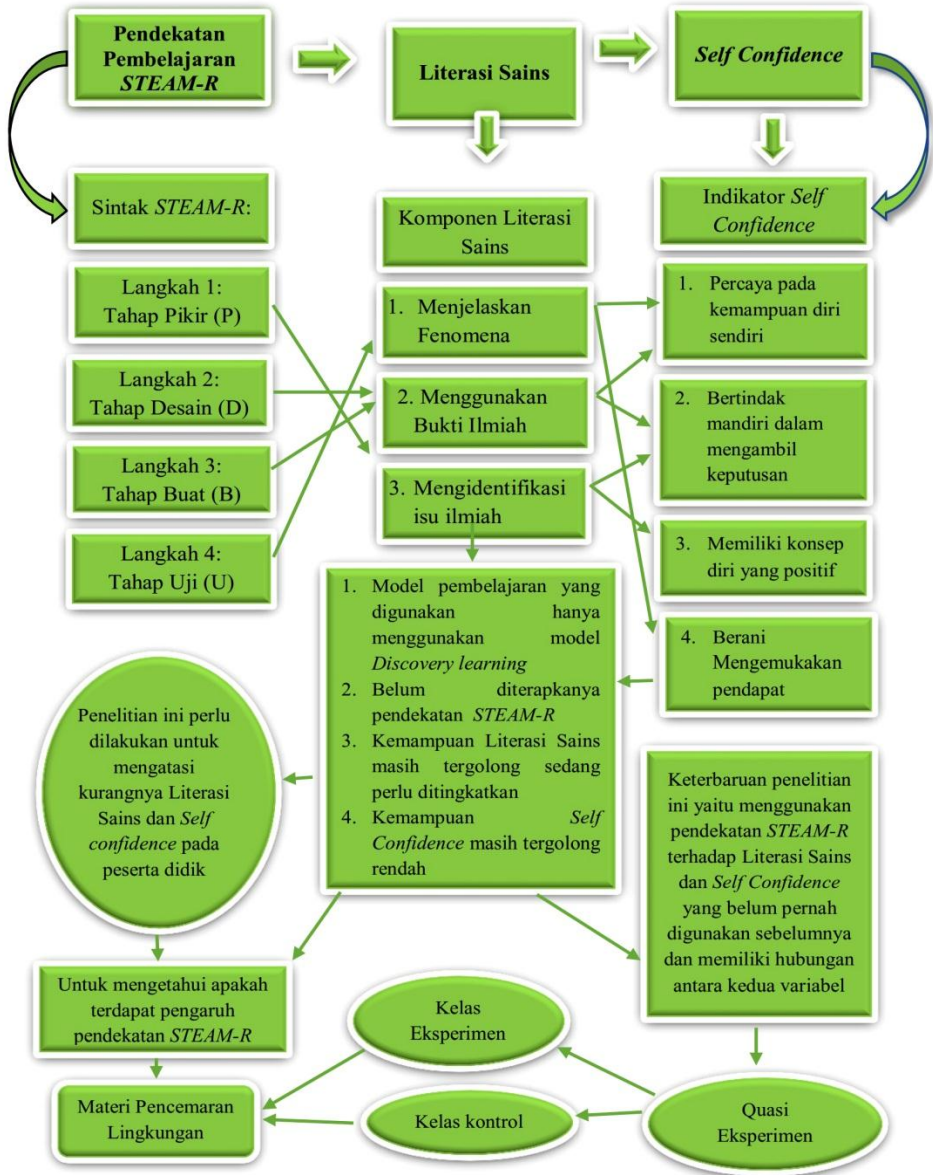 Pendekatan
Pembelajaran
STEAM-R
Literasi Sains
Self Confidence
Sintak STEAM-R:
Komponen Literasi
Sains
Indikator Self
Confidence
Langkah 1:
Tahap Pikir (P)
Langkah 2:
Tahap Desain (D)
Langkah 3:
Tahap Buat (B)
Langkah 4:
Tahap Uji (U)
1. Menjelaskan
Fenomena
2. Menggunakan
Bukti Ilmiah
3. Mengidentifikasi
isu ilmiah
1. Percaya pada
kemampuan diri
sendiri
2. Bertindak
mandiri dalam
mengambil
keputusan
3. Memiliki konsep
diri yang positif
4. Berani
Mengemukakan
pendapat
1. Model pembelajaran yang
digunakan hanya
menggunakan model
Discovery learning
2. Belum diterapkanya
pendekatan STEAM-R
3. Kemampuan Literasi Sains
masih tergolong sedang
perlu ditingkatkan
4. Kemampuan Self
Confidence masih tergolong
rendah
Penelitian ini perlu
dilakukan untuk
mengatasi
kurangnya Literasi
Sains dan Self
confidence pada
peserta didik
Keterbaruan penelitian
ini yaitu menggunakan
pendekatan STEAM-R
terhadap Literasi Sains
dan Self Confidence
yang belum pernah
digunakan sebelumnya
dan memiliki hubungan
antara kedua variabel
Untuk mengetahui apakah
terdapat pengaruh
pendekatan STEAM-R
Kelas
Eksperimen
Materi Pencemaran
Lingkungan
Kelas kontrol
Quasi
Eksperimen